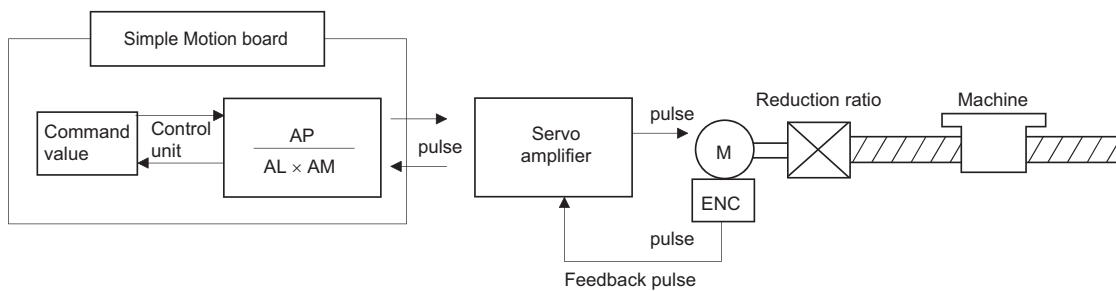 Simple Motion board
Command
value
Control
unit
AP
AL × AM
pulse
Servo
amplifier
pulse
M
ENC
Reduction ratio
Machine
pulse
Feedback pulse